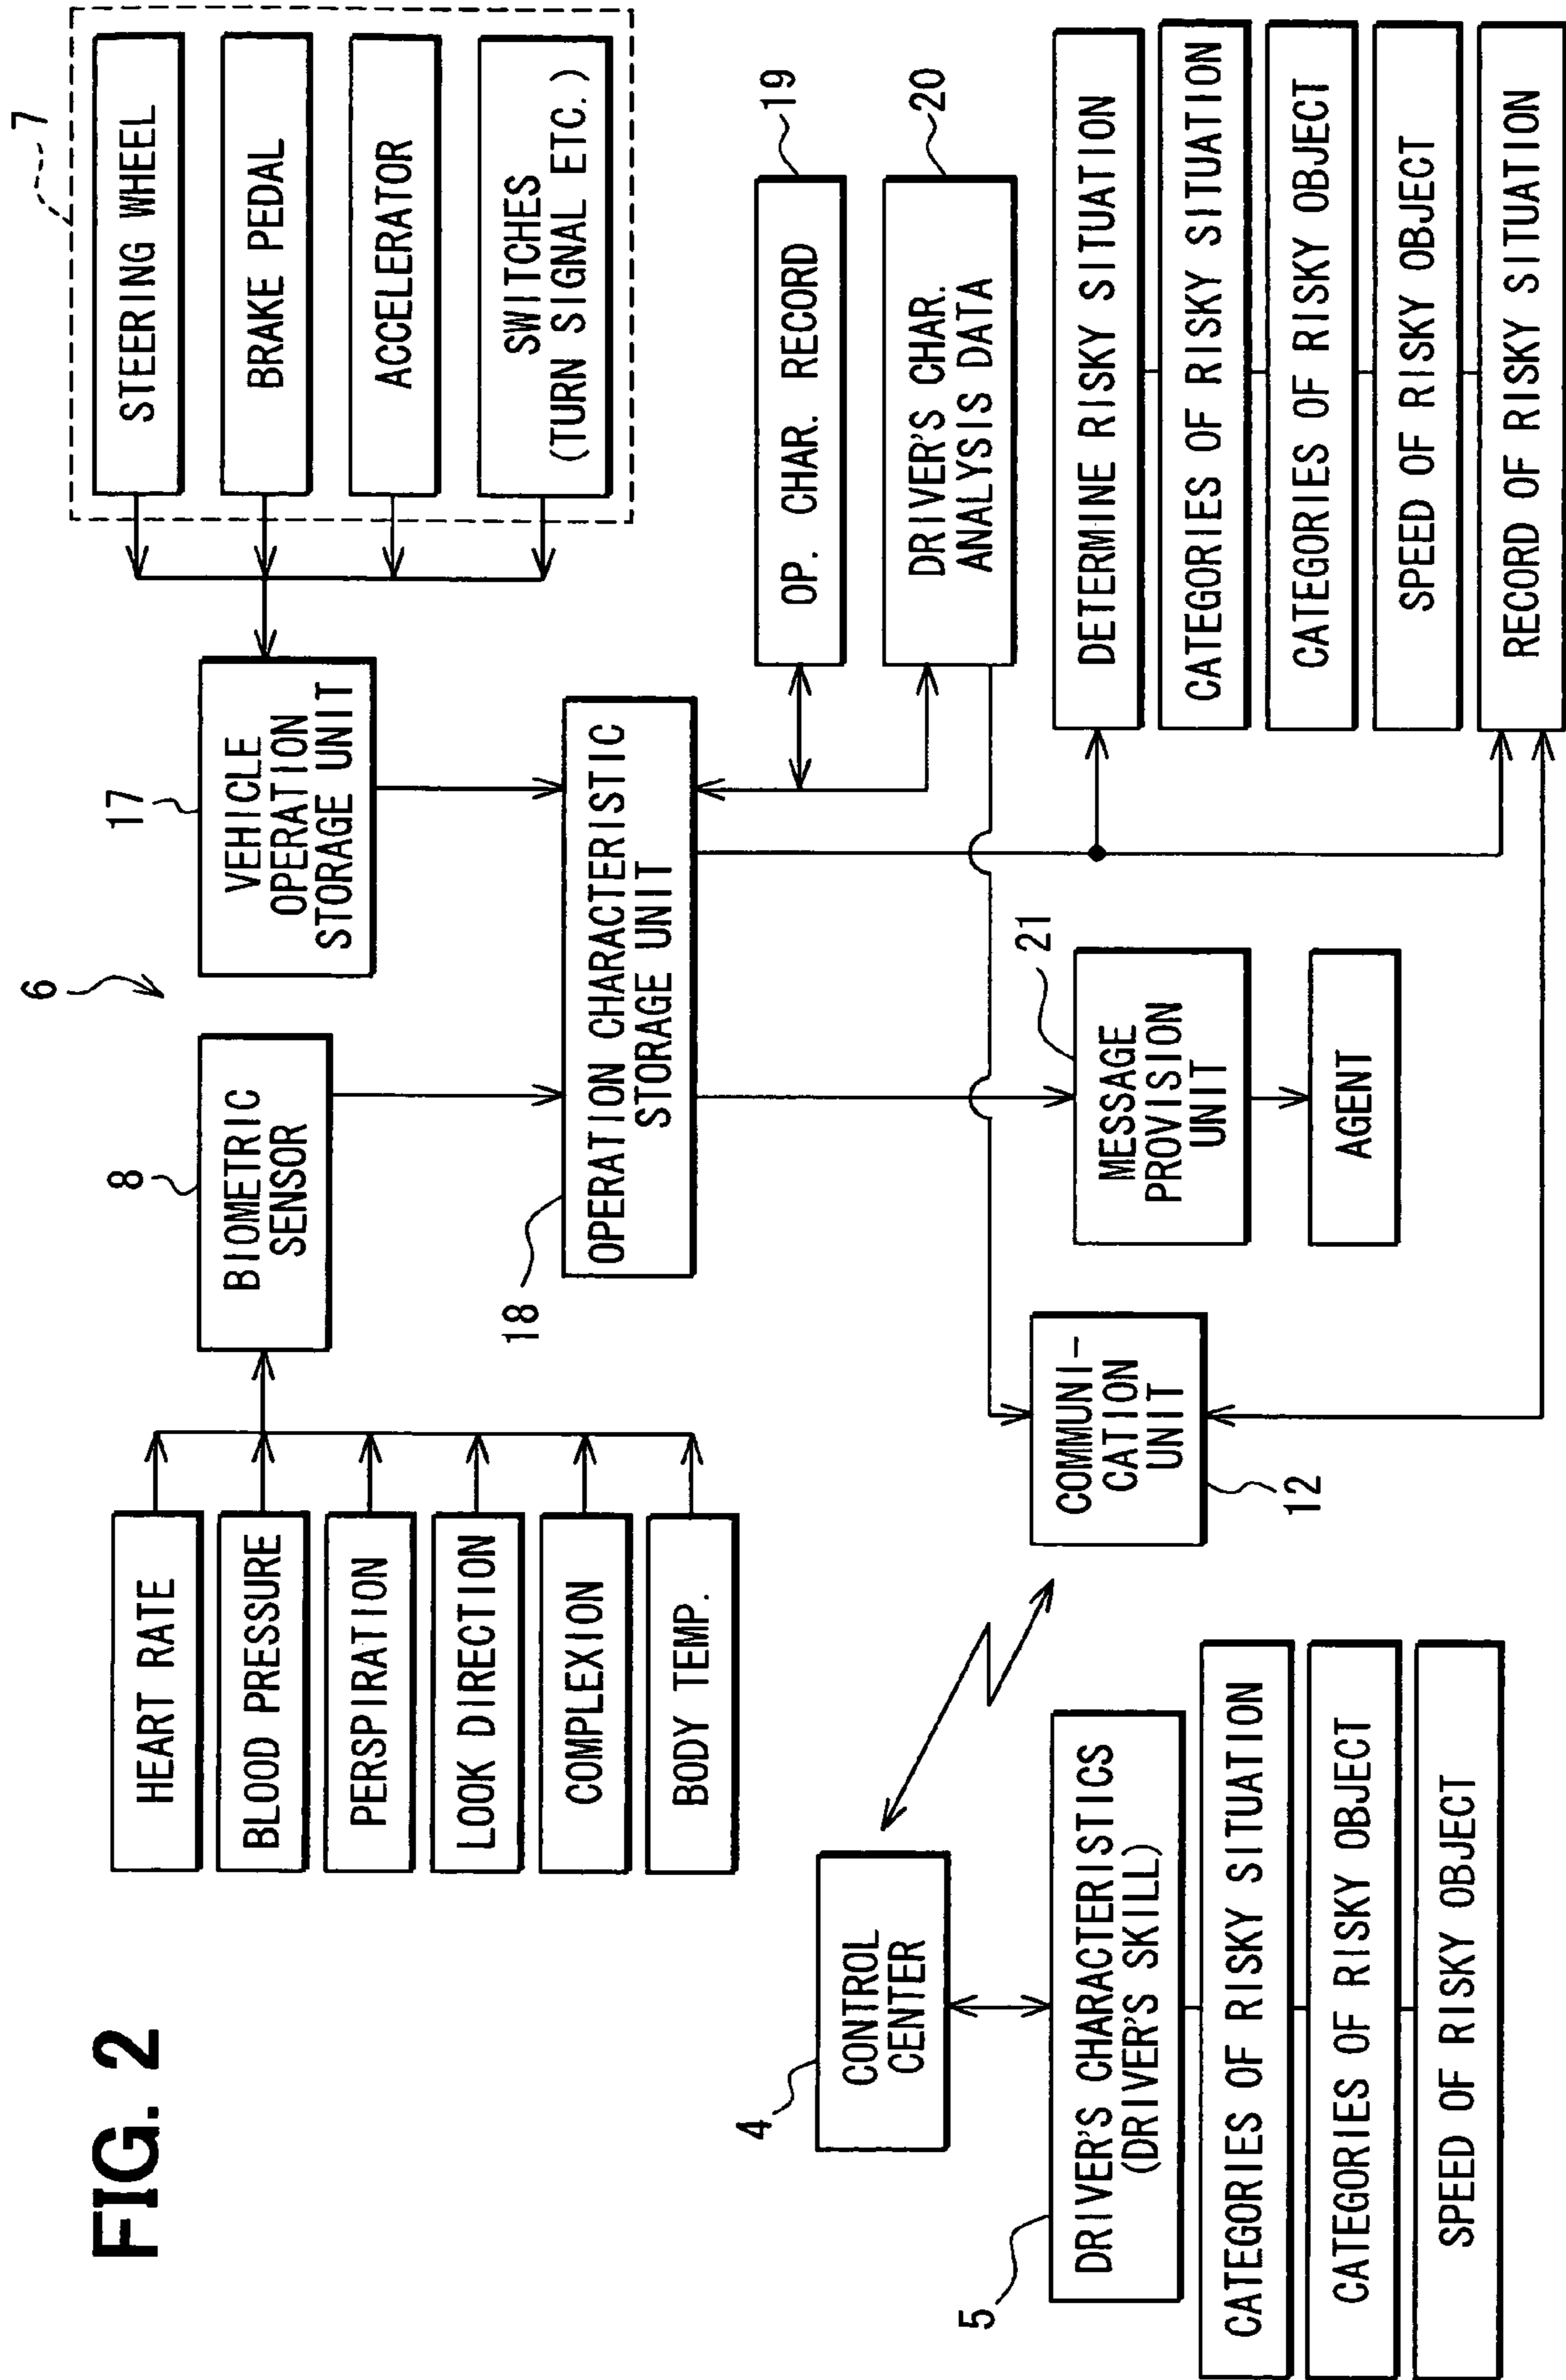 FIG. 2
6
7
HEART RATE
BLOOD PRESSURE
PERSPIRATION
LOOK DIRECTION
COMPLEXION
BODY TEMP.
8
BIOMETRIC
SENSOR
17
VEHICLE
OPERATION
STORAGE UNIT
STEERING WHEEL
BRAKE PEDAL
ACCELERATOR
SWITCHES
(TURN SIGNAL ETC.)
18
OPERATION CHARACTERISTIC
STORAGE UNIT
OP. CHAR. RECORD
19
DRIVER'S CHAR.
ANALYSIS DATA
20
4
CONTROL
CENTER
5
DRIVER'S CHARACTERISTICS
(DRIVER'S SKILL)
CATEGORIES OF RISKY SITUATION
CATEGORIES OF RISKY OBJECT
SPEED OF RISKY OBJECT
COMMUNI-
CATION
UNIT
12
21
MESSAGE
PROVISION
UNIT
AGENT
DETERMINE RISKY SITUATION
CATEGORIES OF RISKY SITUATION
CATEGORIES OF RISKY OBJECT
SPEED OF RISKY OBJECT
RECORD OF RISKY SITUATION